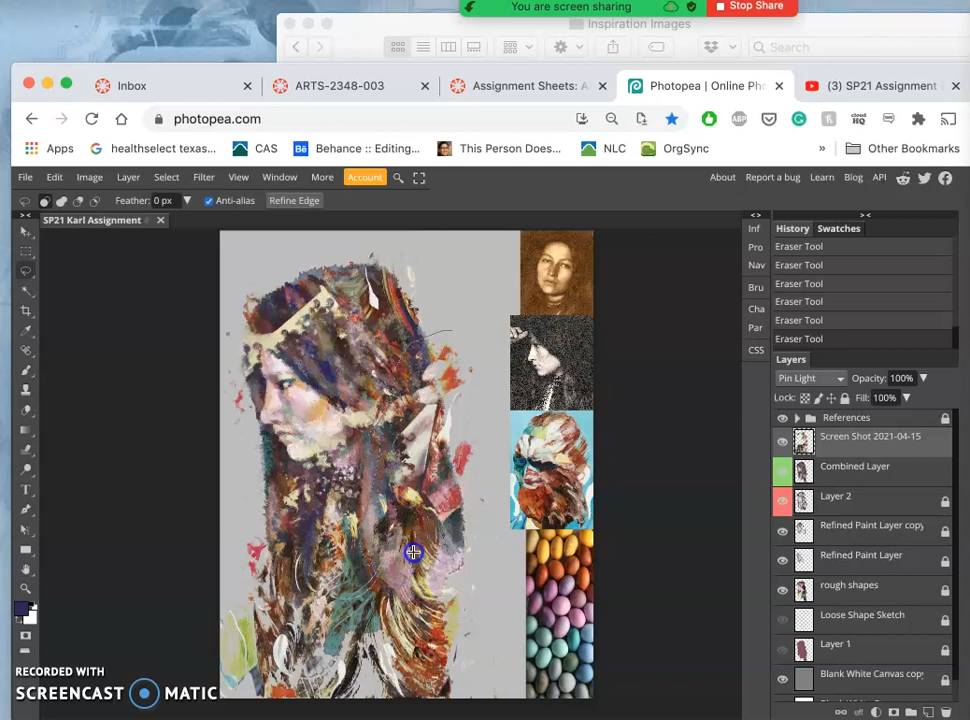 You are screen sharing Stop Share
Inspiration Images
Search
Inbox × ARTS-2348-003 × Assignment Sheets: A × Photopea | Online Pho × (3) SP21 Assignment ×
photopea.com
Apps healthselect texas... CAS Behance :: Editing... This Person Does... NLC OrgSync » Other Bookmarks
File Edit Image Layer Select Filter View Window More Account About Report a bug Learn Blog API
Feather: 0 px Anti-alias Refine Edge
SP21 Karl Assignment
> < < > > <
Inf History Swatches
Pro Eraser Tool
Nav Eraser Tool
Bru Eraser Tool
Cha Eraser Tool
Par Eraser Tool
CSS Eraser Tool
Layers
Pin Light Opacity: 100%
Lock: Fill: 100%
References
Screen Shot 2021-04-15
Combined Layer
Layer 2
Refined Paint Layer copy
Refined Paint Layer
rough shapes
Loose Shape Sketch
Layer 1
Blank White Canvas copy
RECORDED WITH
SCREENCAST MATIC